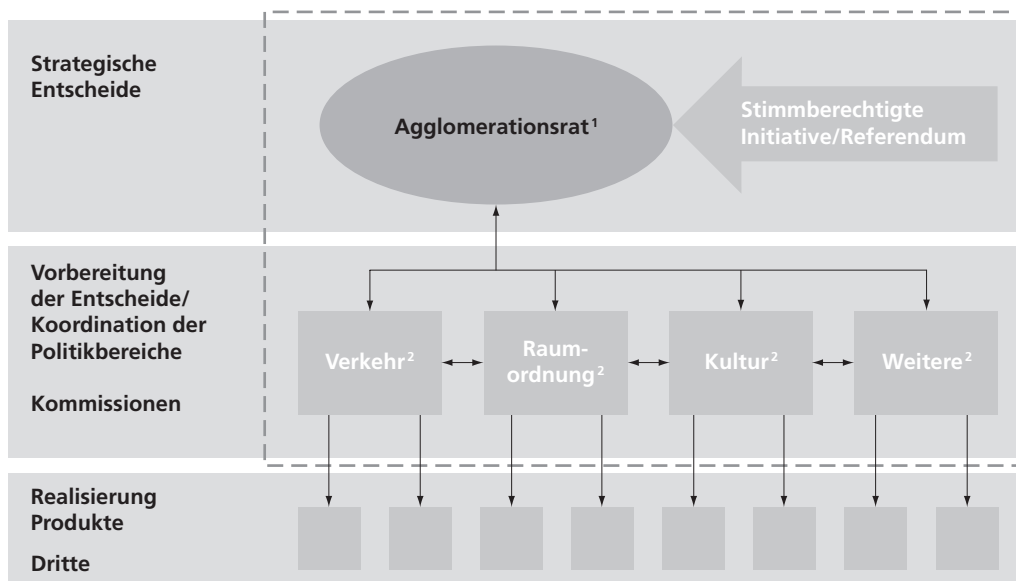 Strategische
Entscheide
Agglomerationsrat¹
Stimmberechtigte
Initiative/Referendum
Vorbereitung
der Entscheide/
Koordination der
Politikbereiche
Kommissionen
Verkehr²
Raum-
ordnung²
Kultur²
Weitere²
Realisierung
Produkte
Dritte